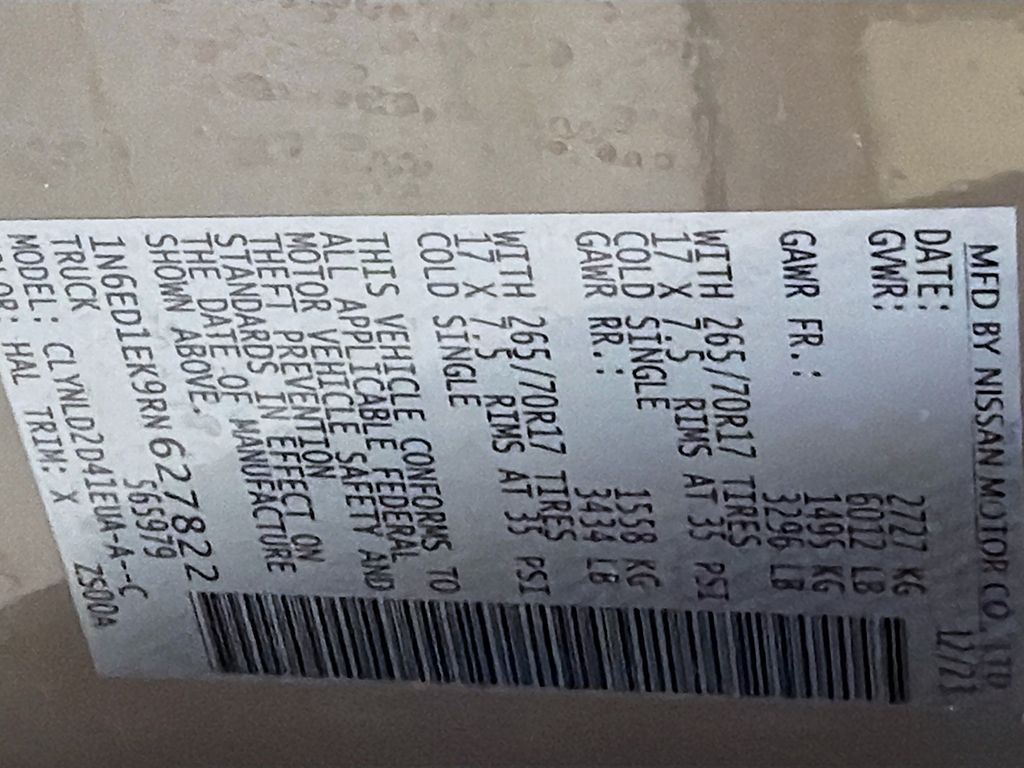 MFD BY NISSAN MOTOR CO., LTD
DATE: 12/23
GVWR: 2727 KG
6012 LB
GAWR FR.: 1495 KG
3296 LB
WITH 265/70R17 TIRES
17 X 7.5 RIMS AT 35 PSI
COLD SINGLE
GAWR RR.: 1558 KG
3434 LB
WITH 265/70R17 TIRES
17 X 7.5 RIMS AT 35 PSI
COLD SINGLE
THIS VEHICLE CONFORMS TO
ALL APPLICABLE FEDERAL
MOTOR VEHICLE SAFETY AND
THEFT PREVENTION
STANDARDS IN EFFECT ON
THE DATE OF MANUFACTURE
SHOWN ABOVE.
1N6ED1EK9RN627822
TRUCK 565979
MODEL: CLYNLD2D41EUA-A--C
HAL TRIM: X Z500A